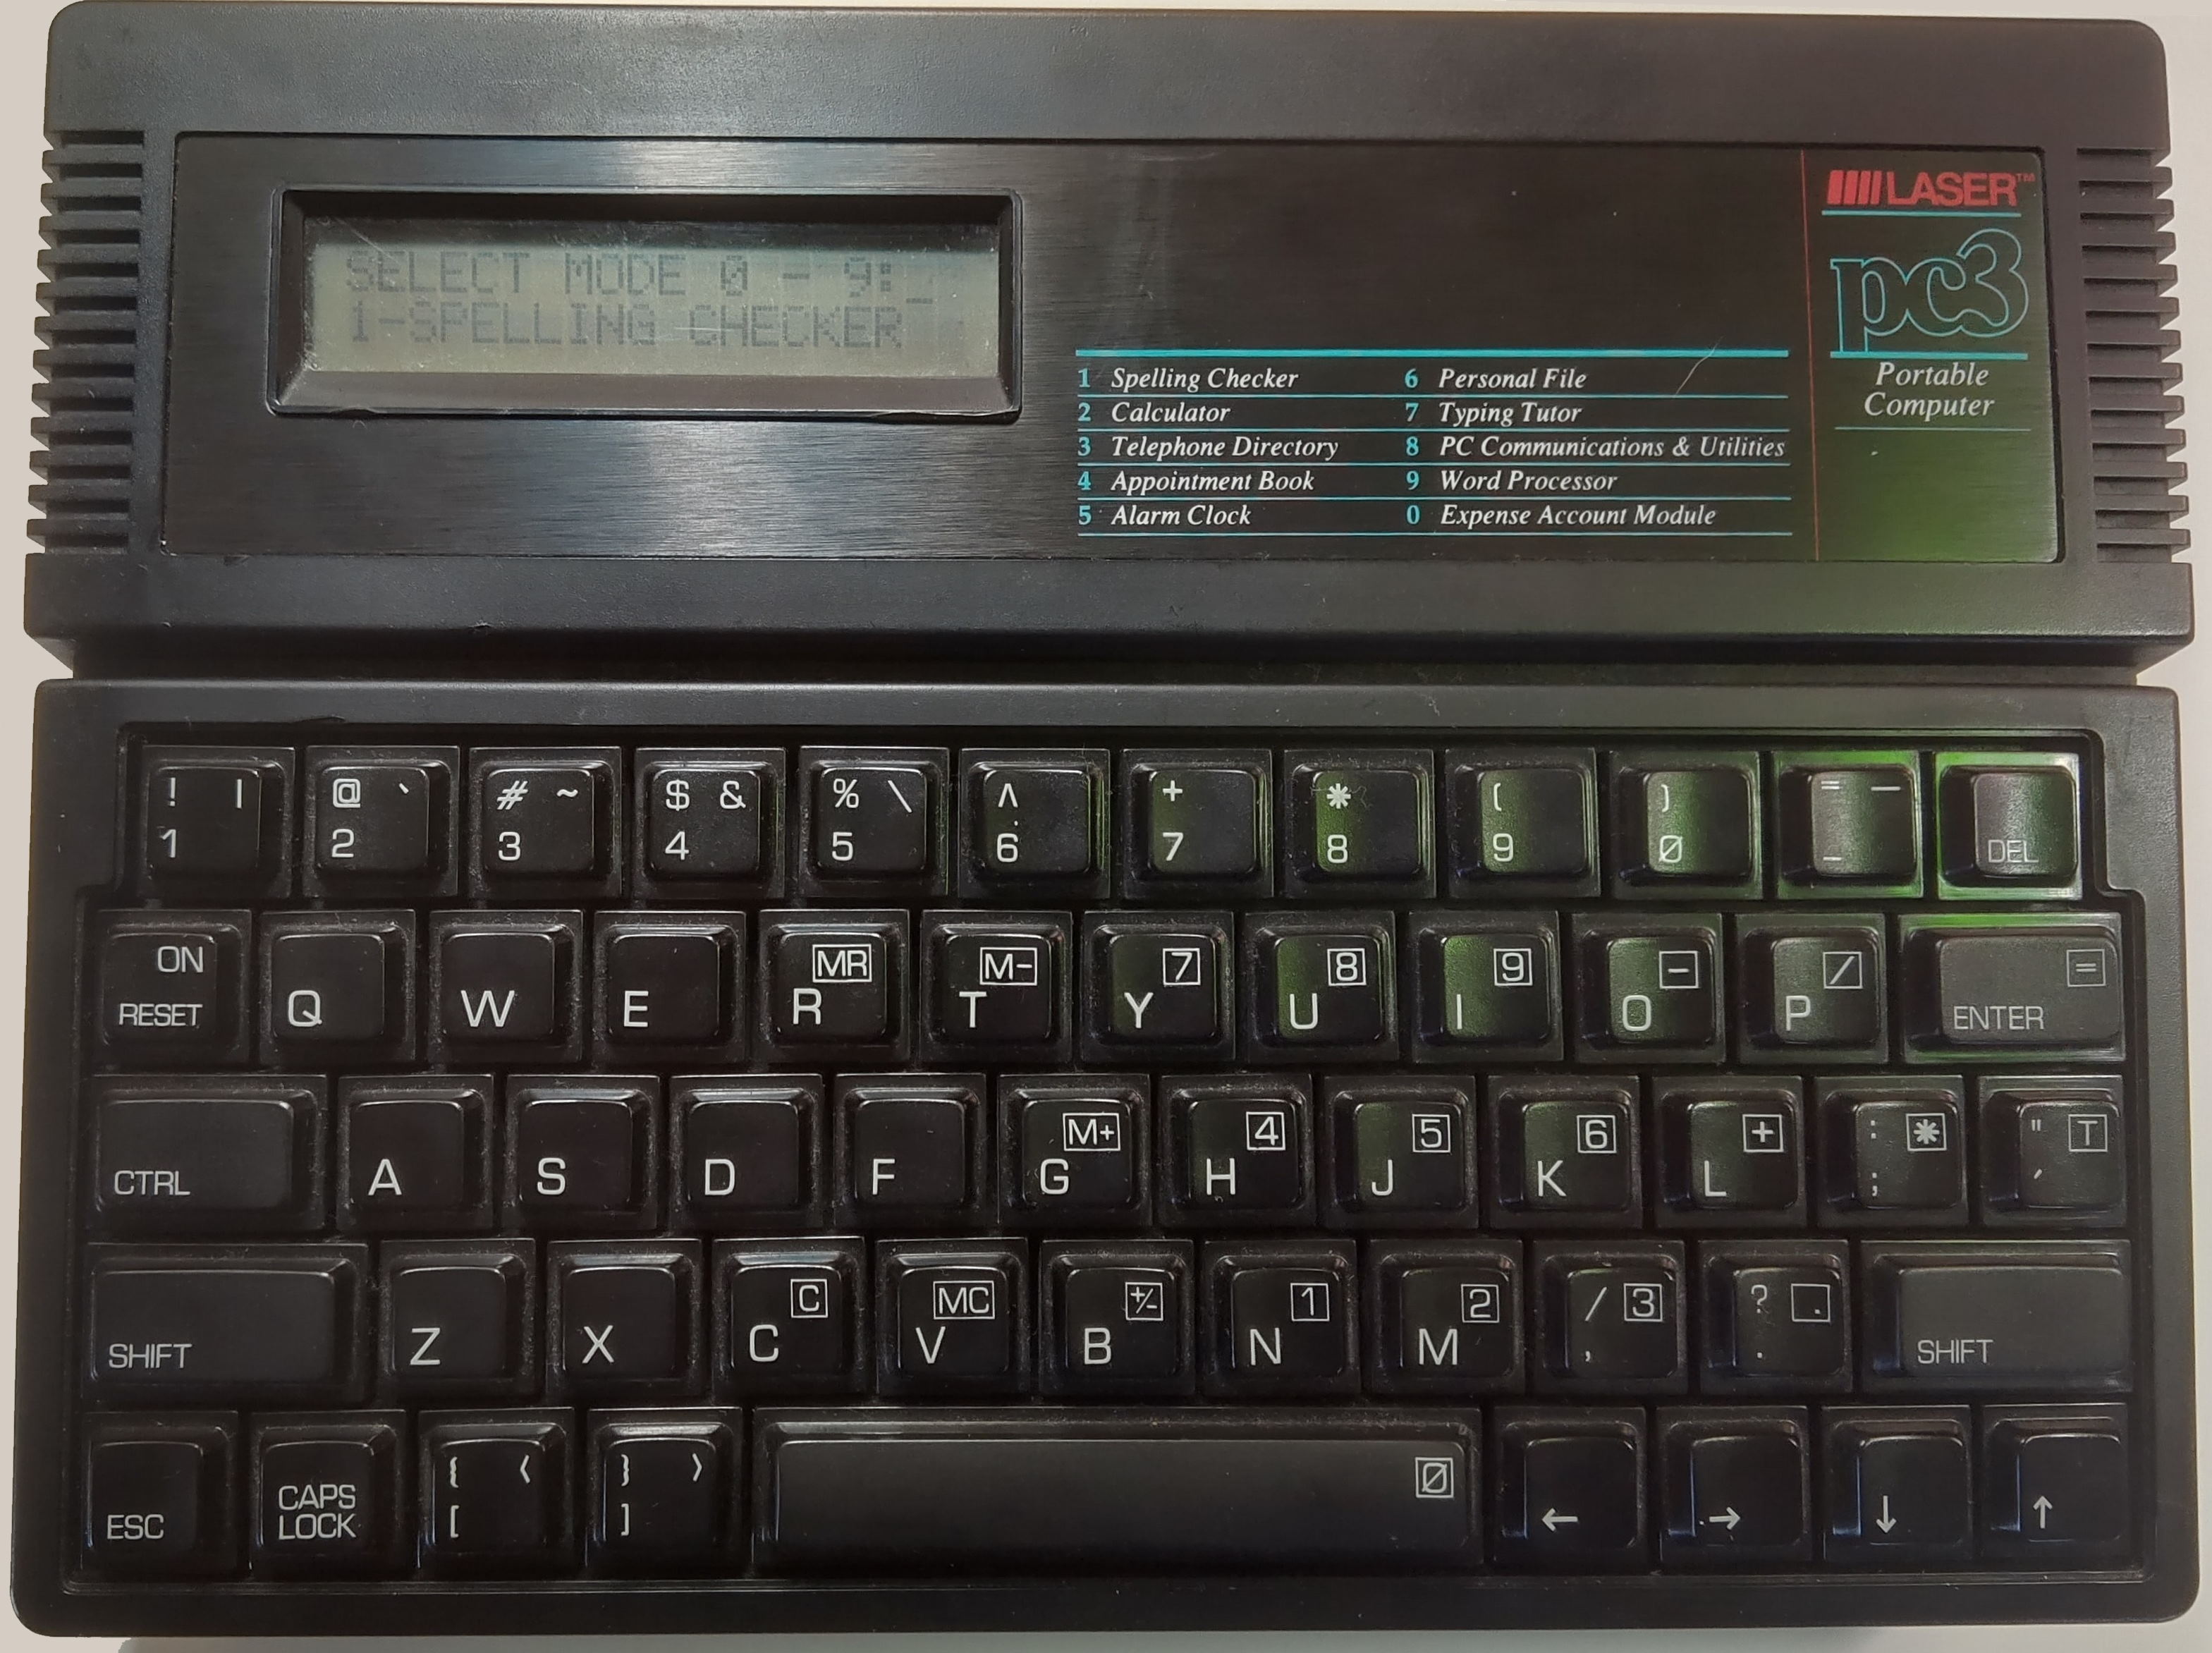 SELECT MODE 0 - 9:_
1-SPELLING CHECKER
LASER™
pc3
Portable
Computer
1 Spelling Checker 6 Personal File
2 Calculator 7 Typing Tutor
3 Telephone Directory 8 PC Communications & Utilities
4 Appointment Book 9 Word Processor
5 Alarm Clock 0 Expense Account Module
! | @ ` # ~ $ & % \ ^ + * ( ) = —
1 2 3 4 5 6 7 8 9 0 - DEL
ON MR M- 7 8 9 - / =
RESET Q W E R T Y U I O P ENTER
M+ 4 5 6 + : * " T
CTRL A S D F G H J K L ; '
C MC +/- 1 2 / 3 ? .
SHIFT Z X C V B N M , . SHIFT
{ < } > 0
CAPS
ESC LOCK [ ] ← → ↓ ↑